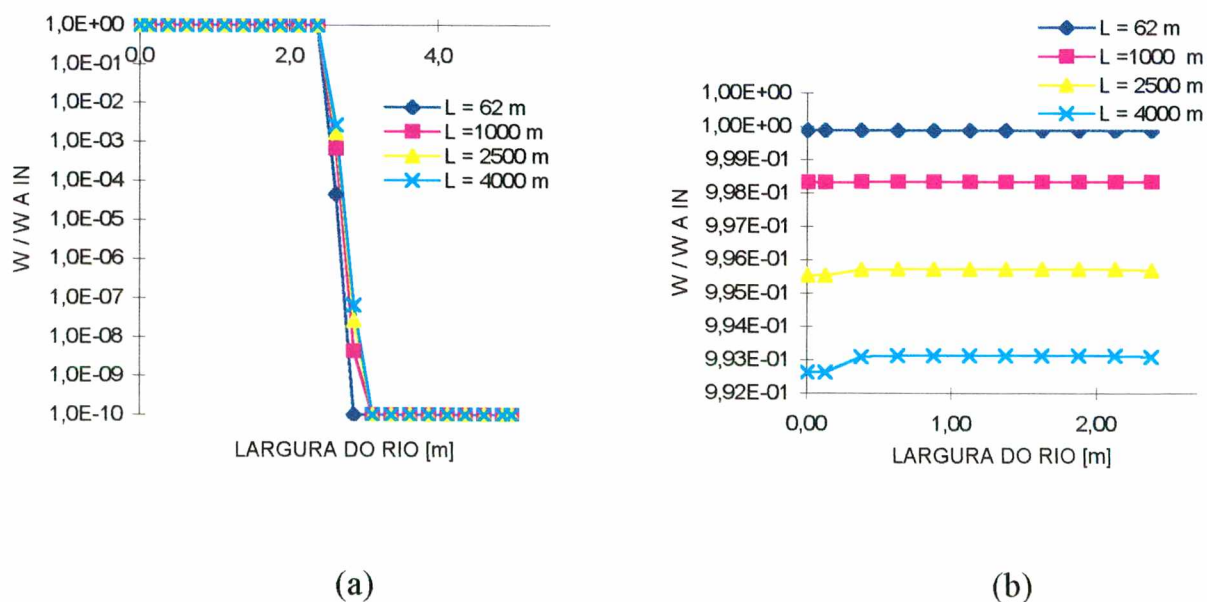 1,0E+00
1,0E-01
1,0E-02
1,0E-03
1,0E-04
1,0E-05
1,0E-06
1,0E-07
1,0E-08
1,0E-09
1,0E-10
0,0
2,0
4,0
W / W A IN
LARGURA DO RIO [m]
L = 62 m
L =1000 m
L = 2500 m
L = 4000 m
(a)
L = 62 m
L =1000 m
L = 2500 m
L = 4000 m
1,00E+00
1,00E+00
9,99E-01
9,98E-01
9,97E-01
9,96E-01
9,95E-01
9,94E-01
9,93E-01
9,92E-01
0,00
1,00
2,00
W / W A IN
LARGURA DO RIO [m]
(b)